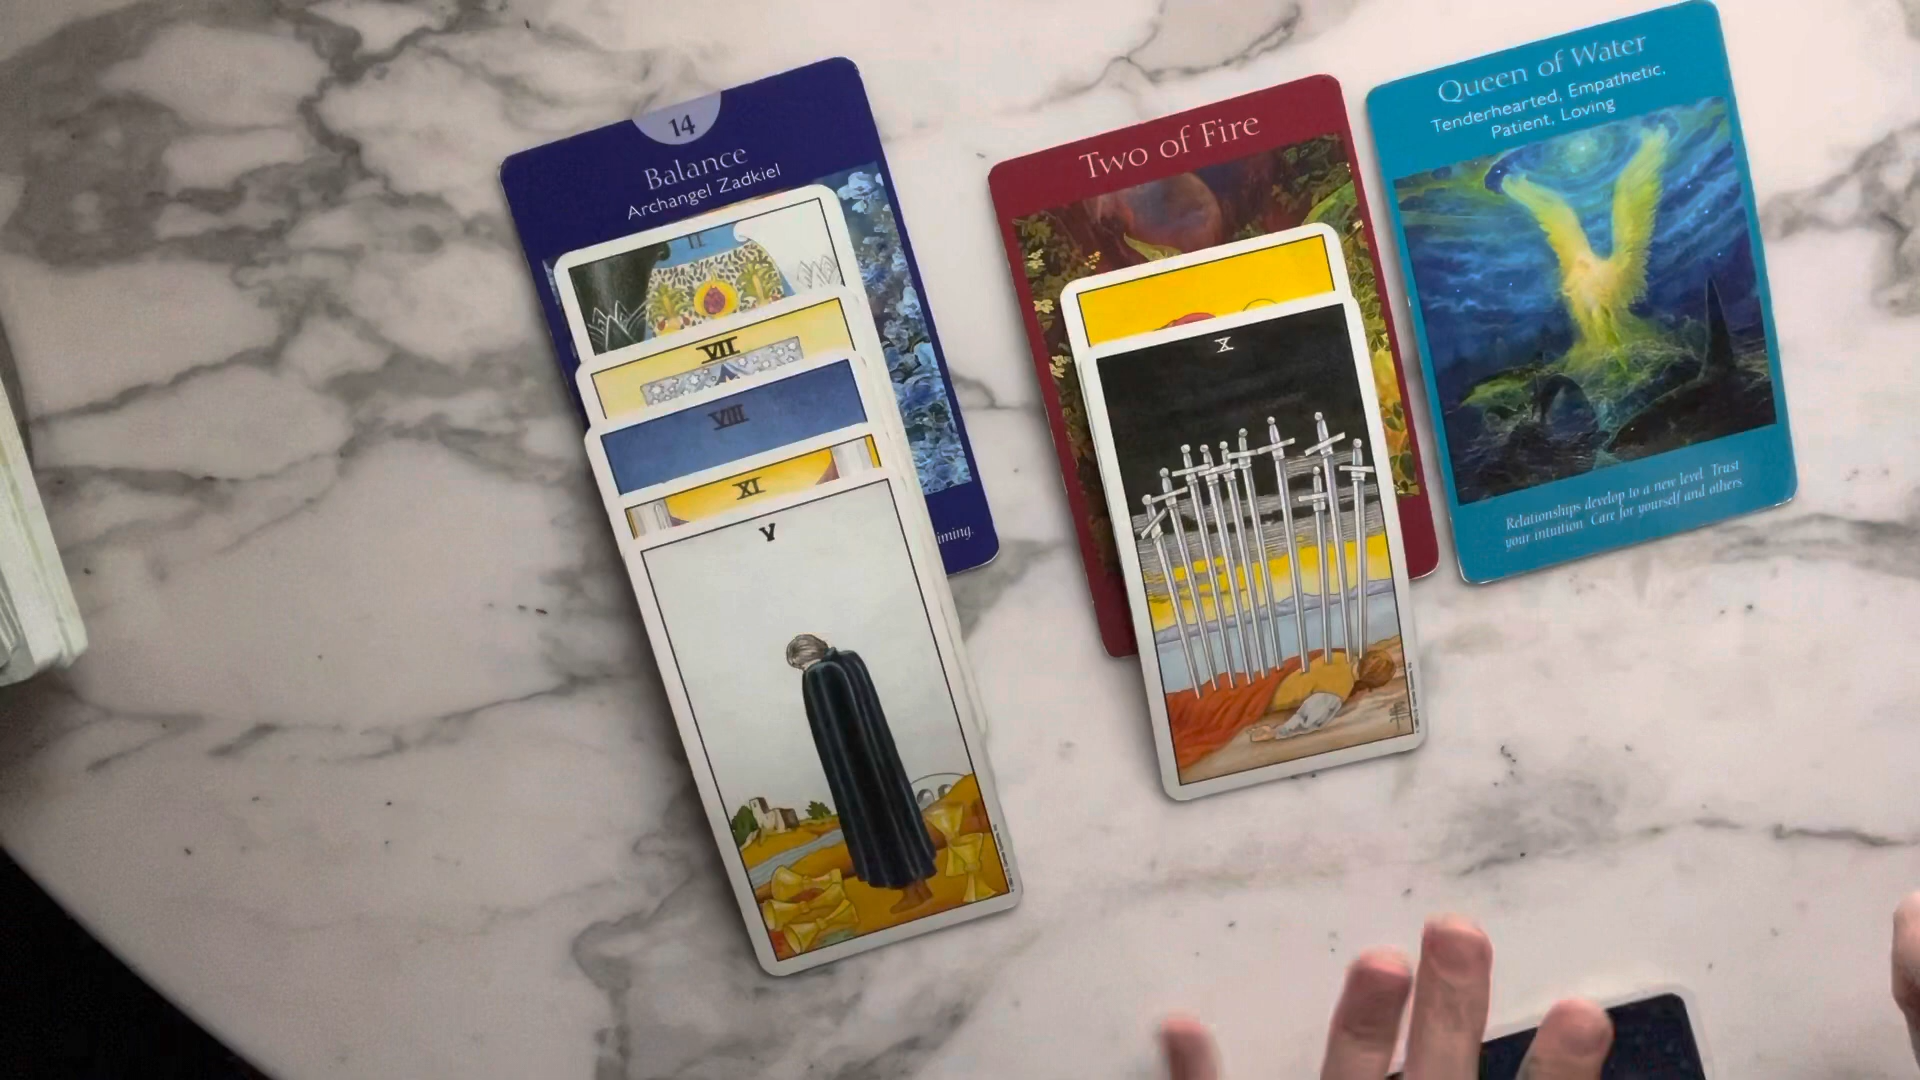 14
Balance
Archangel Zadkiel
II
VII
VIII
XI
V
iming.
Two of Fire
X
Queen of Water
Tenderhearted, Empathetic,
Patient, Loving
Relationships develop to a new level. Trust
your intuition. Care for yourself and others.